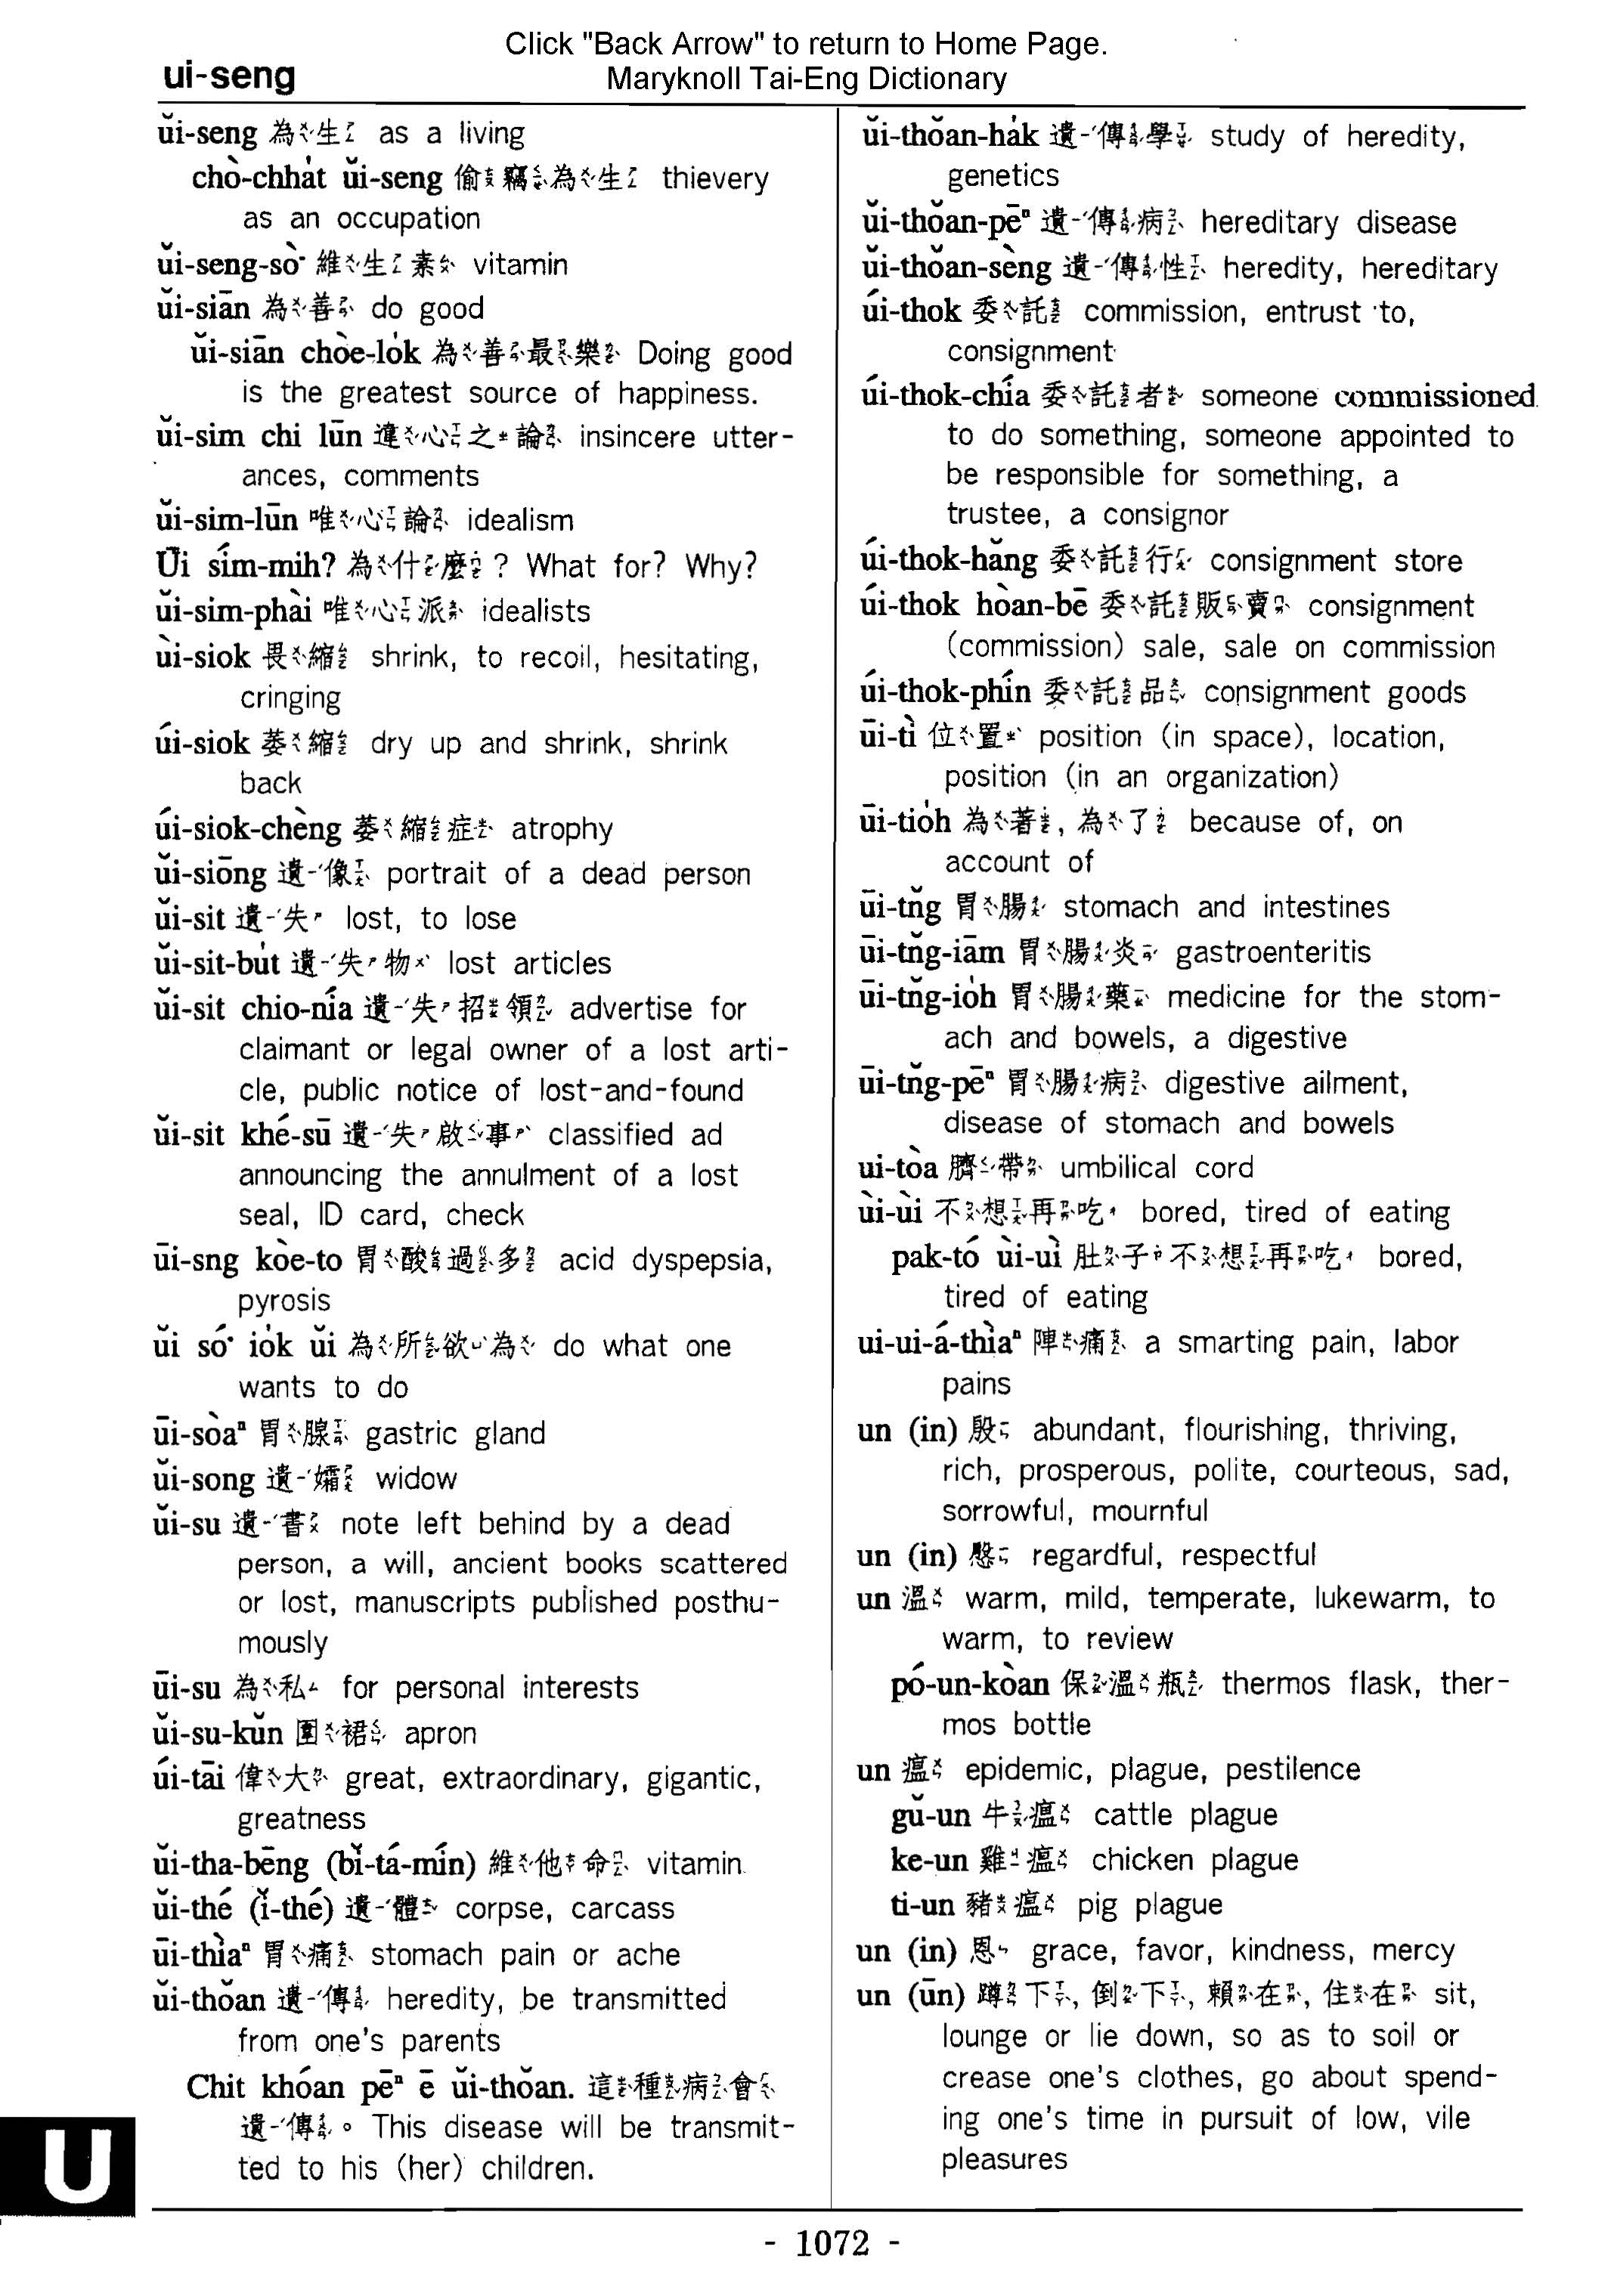 Click "Back Arrow" to return to Home Page.
Maryknoll Tai-Eng Dictionary
ui-seng
ŭi-seng 為生 as a living
chò-chha̍t ŭi-seng 偷竊為生 thievery
as an occupation
ŭi-seng-sò͘ 維生素 vitamin
ŭi-siān 為善 do good
ŭi-siān chòe-lo̍k 為善最樂 Doing good
is the greatest source of happiness.
ŭi-sim chi lūn 違心之論 insincere utter-
ances, comments
ŭi-sim-lūn 唯心論 idealism
Ūi sím-mih? 為什麼? What for? Why?
ŭi-sim-phài 唯心派 idealists
ùi-siok 畏縮 shrink, to recoil, hesitating,
cringing
úi-siok 萎縮 dry up and shrink, shrink
back
úi-siok-chèng 萎縮症 atrophy
ŭi-siōng 遺像 portrait of a dead person
ŭi-sit 遺失 lost, to lose
ŭi-sit-bu̍t 遺失物 lost articles
ŭi-sit chio-nía 遺失招領 advertise for
claimant or legal owner of a lost arti-
cle, public notice of lost-and-found
ŭi-sit khé-sū 遺失啟事 classified ad
announcing the annulment of a lost
seal, ID card, check
ūi-sng kòe-to 胃酸過多 acid dyspepsia,
pyrosis
ŭi só͘ io̍k ŭi 為所欲為 do what one
wants to do
ūi-sòaⁿ 胃腺 gastric gland
ŭi-song 遺孀 widow
ŭi-su 遺書 note left behind by a dead
person, a will, ancient books scattered
or lost, manuscripts published posthu-
mously
ūi-su 為私 for personal interests
ŭi-su-kŭn 圍裙 apron
úi-tāi 偉大 great, extraordinary, gigantic,
greatness
ŭi-tha-bēng (bĭ-tá-mín) 維他命 vitamin
ŭi-thé (ĭ-thé) 遺體 corpse, carcass
ūi-thìaⁿ 胃痛 stomach pain or ache
ŭi-thŏan 遺傳 heredity, be transmitted
from one's parents
Chit khóan pēⁿ ē ŭi-thŏan. 這種病會
遺傳。 This disease will be transmit-
ted to his (her) children.
ŭi-thŏan-ha̍k 遺傳學 study of heredity,
genetics
ŭi-thŏan-pēⁿ 遺傳病 hereditary disease
ŭi-thŏan-sèng 遺傳性 heredity, hereditary
úi-thok 委託 commission, entrust to,
consignment
úi-thok-chía 委託者 someone commissioned
to do something, someone appointed to
be responsible for something, a
trustee, a consignor
úi-thok-hăng 委託行 consignment store
úi-thok hòan-bē 委託販賣 consignment
(commission) sale, sale on commission
úi-thok-phín 委託品 consignment goods
ūi-tì 位置 position (in space), location,
position (in an organization)
ūi-tio̍h 為著, 為了 because of, on
account of
ūi-tn̆g 胃腸 stomach and intestines
ūi-tn̆g-iām 胃腸炎 gastroenteritis
ūi-tn̆g-io̍h 胃腸藥 medicine for the stom-
ach and bowels, a digestive
ūi-tn̆g-pēⁿ 胃腸病 digestive ailment,
disease of stomach and bowels
ui-tòa 臍帶 umbilical cord
ùi-ùi 不想再吃 bored, tired of eating
pak-tó ùi-uì 肚子不想再吃 bored,
tired of eating
ui-ui-á-thìaⁿ 陣痛 a smarting pain, labor
pains
un (in) 殷 abundant, flourishing, thriving,
rich, prosperous, polite, courteous, sad,
sorrowful, mournful
un (in) 慇 regardful, respectful
un 溫 warm, mild, temperate, lukewarm, to
warm, to review
pó-un-kòan 保溫瓶 thermos flask, ther-
mos bottle
un 瘟 epidemic, plague, pestilence
gŭ-un 牛瘟 cattle plague
ke-un 雞瘟 chicken plague
ti-un 豬瘟 pig plague
un (in) 恩 grace, favor, kindness, mercy
un (ūn) 蹲下, 倒下, 賴在, 住在 sit,
lounge or lie down, so as to soil or
crease one's clothes, go about spend-
ing one's time in pursuit of low, vile
pleasures
U
- 1072 -